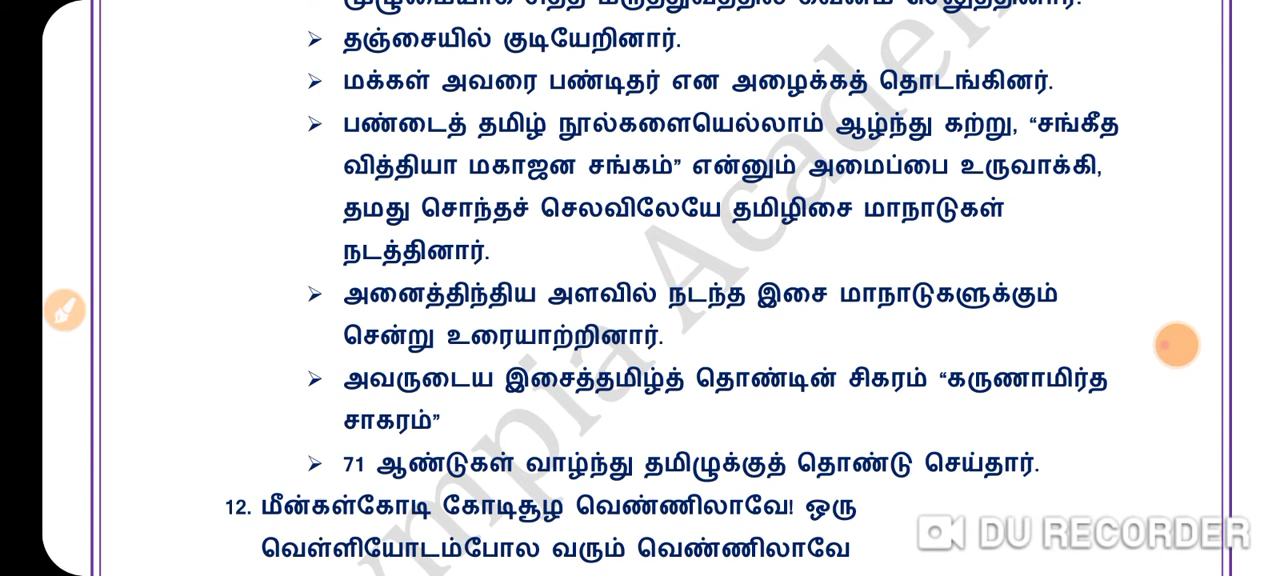 ➢ தஞ்சையில் குடியேறினார்.
➢ மக்கள் அவரை பண்டிதர் என அழைக்கத் தொடங்கினர்.
➢ பண்டைத் தமிழ் நூல்களையெல்லாம் ஆழ்ந்து கற்று, “சங்கீத
வித்தியா மகாஜன சங்கம்” என்னும் அமைப்பை உருவாக்கி,
தமது சொந்தச் செலவிலேயே தமிழிசை மாநாடுகள்
நடத்தினார்.
➢ அனைத்திந்திய அளவில் நடந்த இசை மாநாடுகளுக்கும்
சென்று உரையாற்றினார்.
➢ அவருடைய இசைத்தமிழ்த் தொண்டின் சிகரம் “கருணாமிர்த
சாகரம்”
➢ 71 ஆண்டுகள் வாழ்ந்து தமிழுக்குத் தொண்டு செய்தார்.
12. மீன்கள்கோடி கோடிசூழ வெண்ணிலாவே! ஒரு
வெள்ளியோடம்போல வரும் வெண்ணிலாவே
DU RECORDER